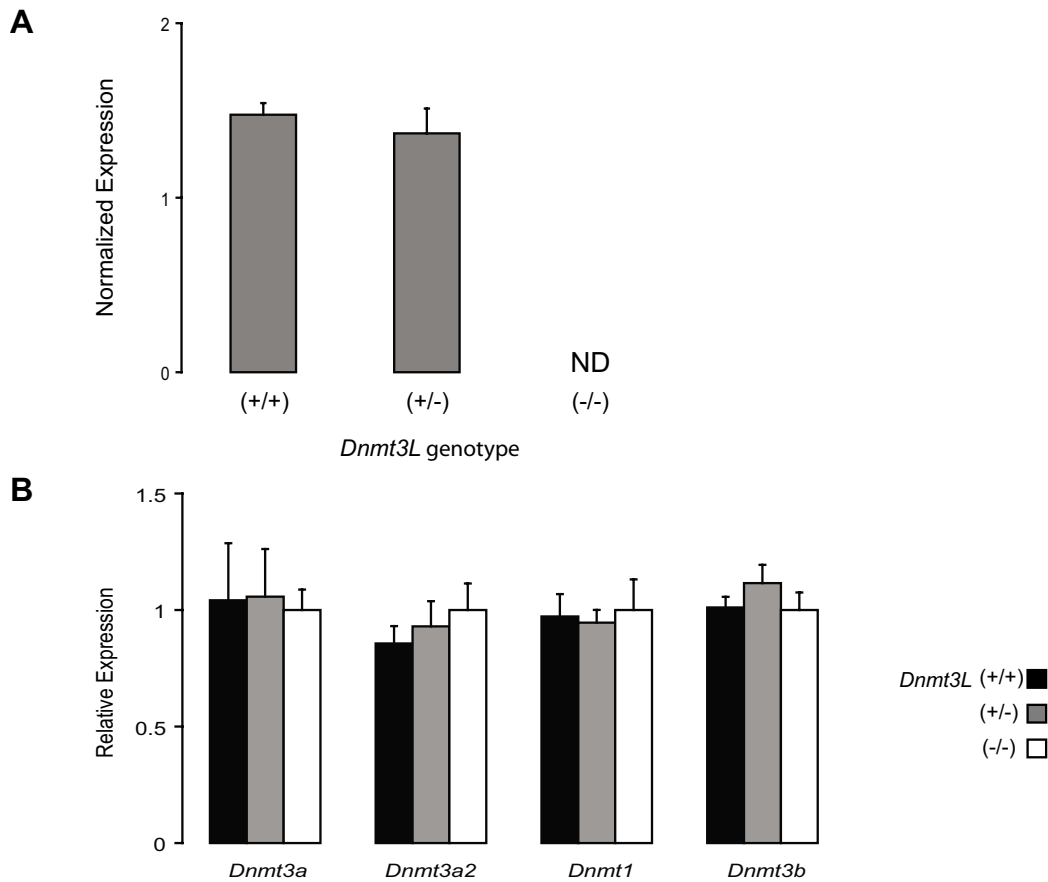 A
2
1
0
Normalized Expression
ND
(+/+) (+/-) (-/-)
Dnmt3L genotype
B
1.5
1
0.5
0
Relative Expression
Dnmt3a Dnmt3a2 Dnmt1 Dnmt3b
Dnmt3L (+/+)
(+/-)
(-/-)